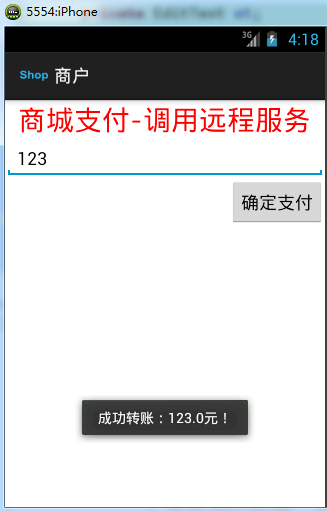 5554:iPhone
3G 4:18
Shop 商户
商城支付-调用远程服务
123
确定支付
成功转账：123.0元！